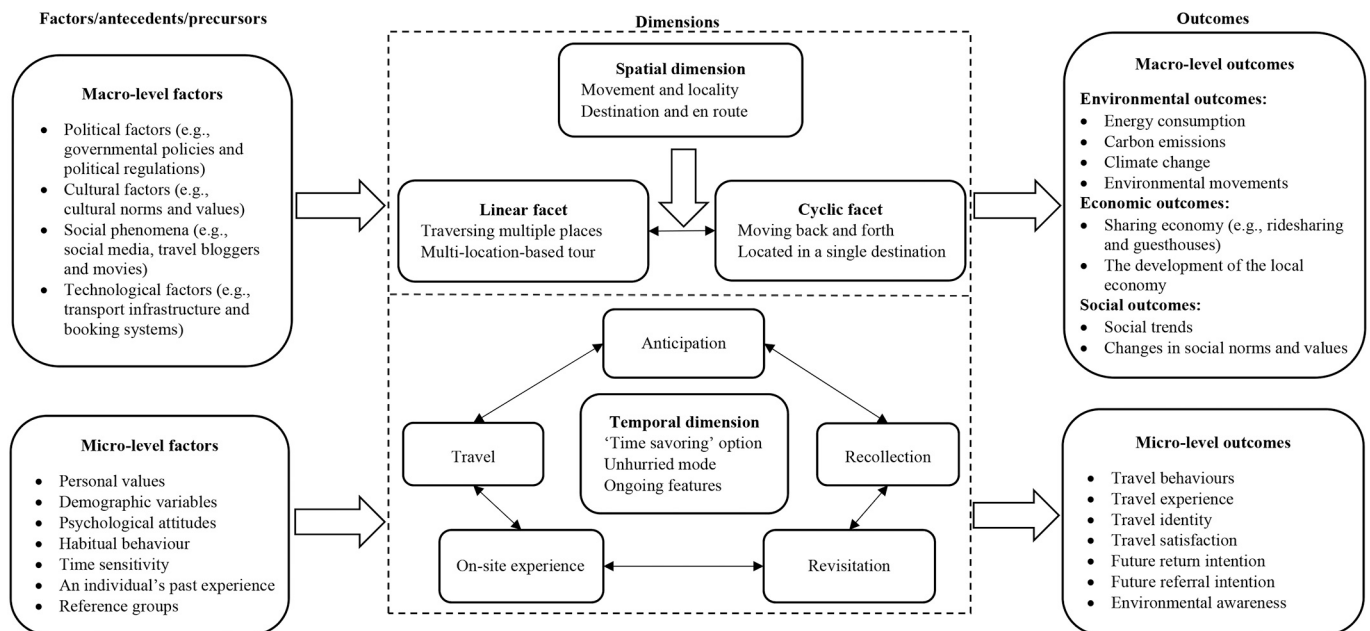 Factors/antecedents/precursors
Macro-level factors
• Political factors (e.g.,
governmental policies and
political regulations)
• Cultural factors (e.g.,
cultural norms and values)
• Social phenomena (e.g.,
social media, travel bloggers
and movies)
• Technological factors (e.g.,
transport infrastructure and
booking systems)
Micro-level factors
• Personal values
• Demographic variables
• Psychological attitudes
• Habitual behaviour
• Time sensitivity
• An individual’s past experience
• Reference groups
Dimensions
Spatial dimension
Movement and locality
Destination and en route
Linear facet
Traversing multiple places
Multi-location-based tour
Cyclic facet
Moving back and forth
Located in a single destination
Anticipation
Travel
Temporal dimension
‘Time savoring’ option
Unhurried mode
Ongoing features
Recollection
On-site experience
Revisitation
Outcomes
Macro-level outcomes
Environmental outcomes:
• Energy consumption
• Carbon emissions
• Climate change
• Environmental movements
Economic outcomes:
• Sharing economy (e.g., ridesharing
and guesthouses)
• The development of the local
economy
Social outcomes:
• Social trends
• Changes in social norms and values
Micro-level outcomes
• Travel behaviours
• Travel experience
• Travel identity
• Travel satisfaction
• Future return intention
• Future referral intention
• Environmental awareness